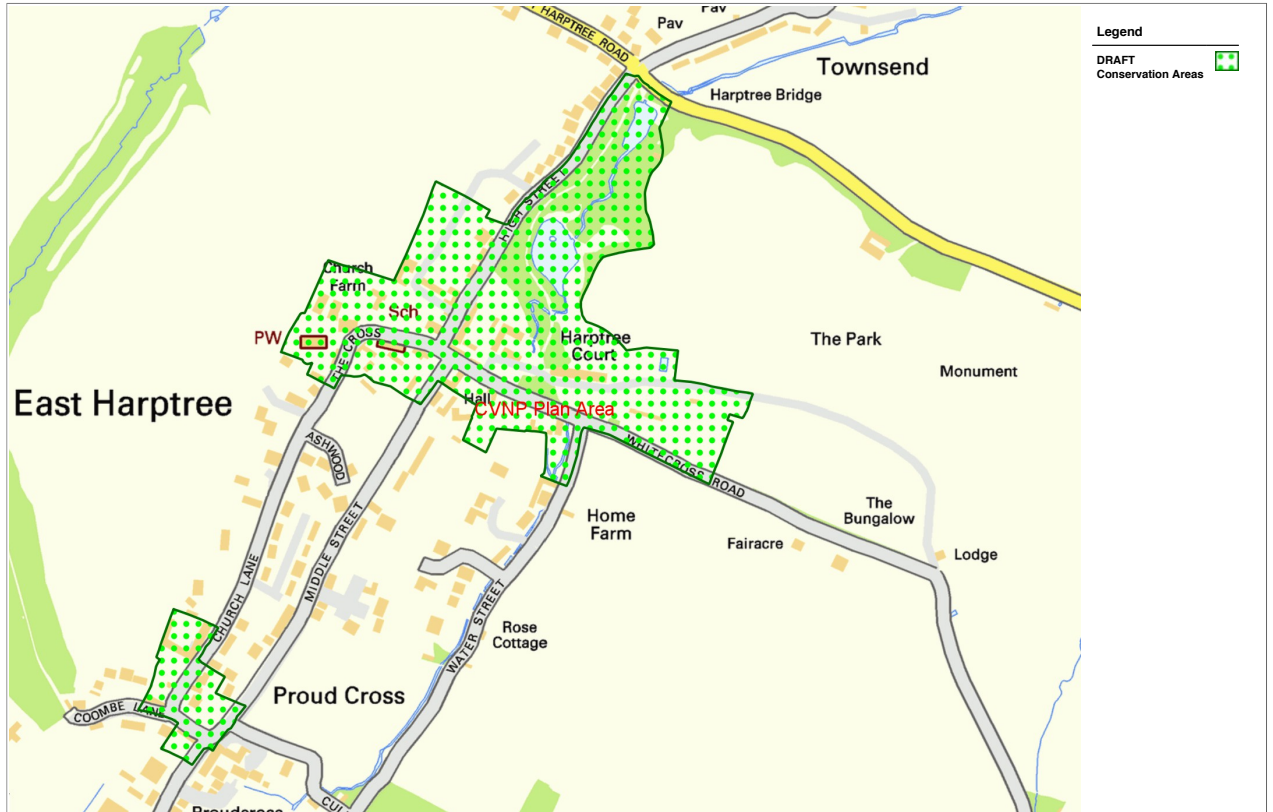 HARPTREE ROAD
Pav
Pav
Legend
DRAFT
Conservation Areas
Townsend
Harptree Bridge
HIGH STREET
Church
Farm
Sch
PW
THE CROSS
Harptree
Court
The Park
Monument
East Harptree
Hall
CVNP Plan Area
ASHWOOD
WHITECROSS ROAD
The
Bungalow
Home
Farm
Fairacre
Lodge
MIDDLE STREET
CHURCH LANE
WATER STREET
Rose
Cottage
Proud Cross
COOMBE LANE